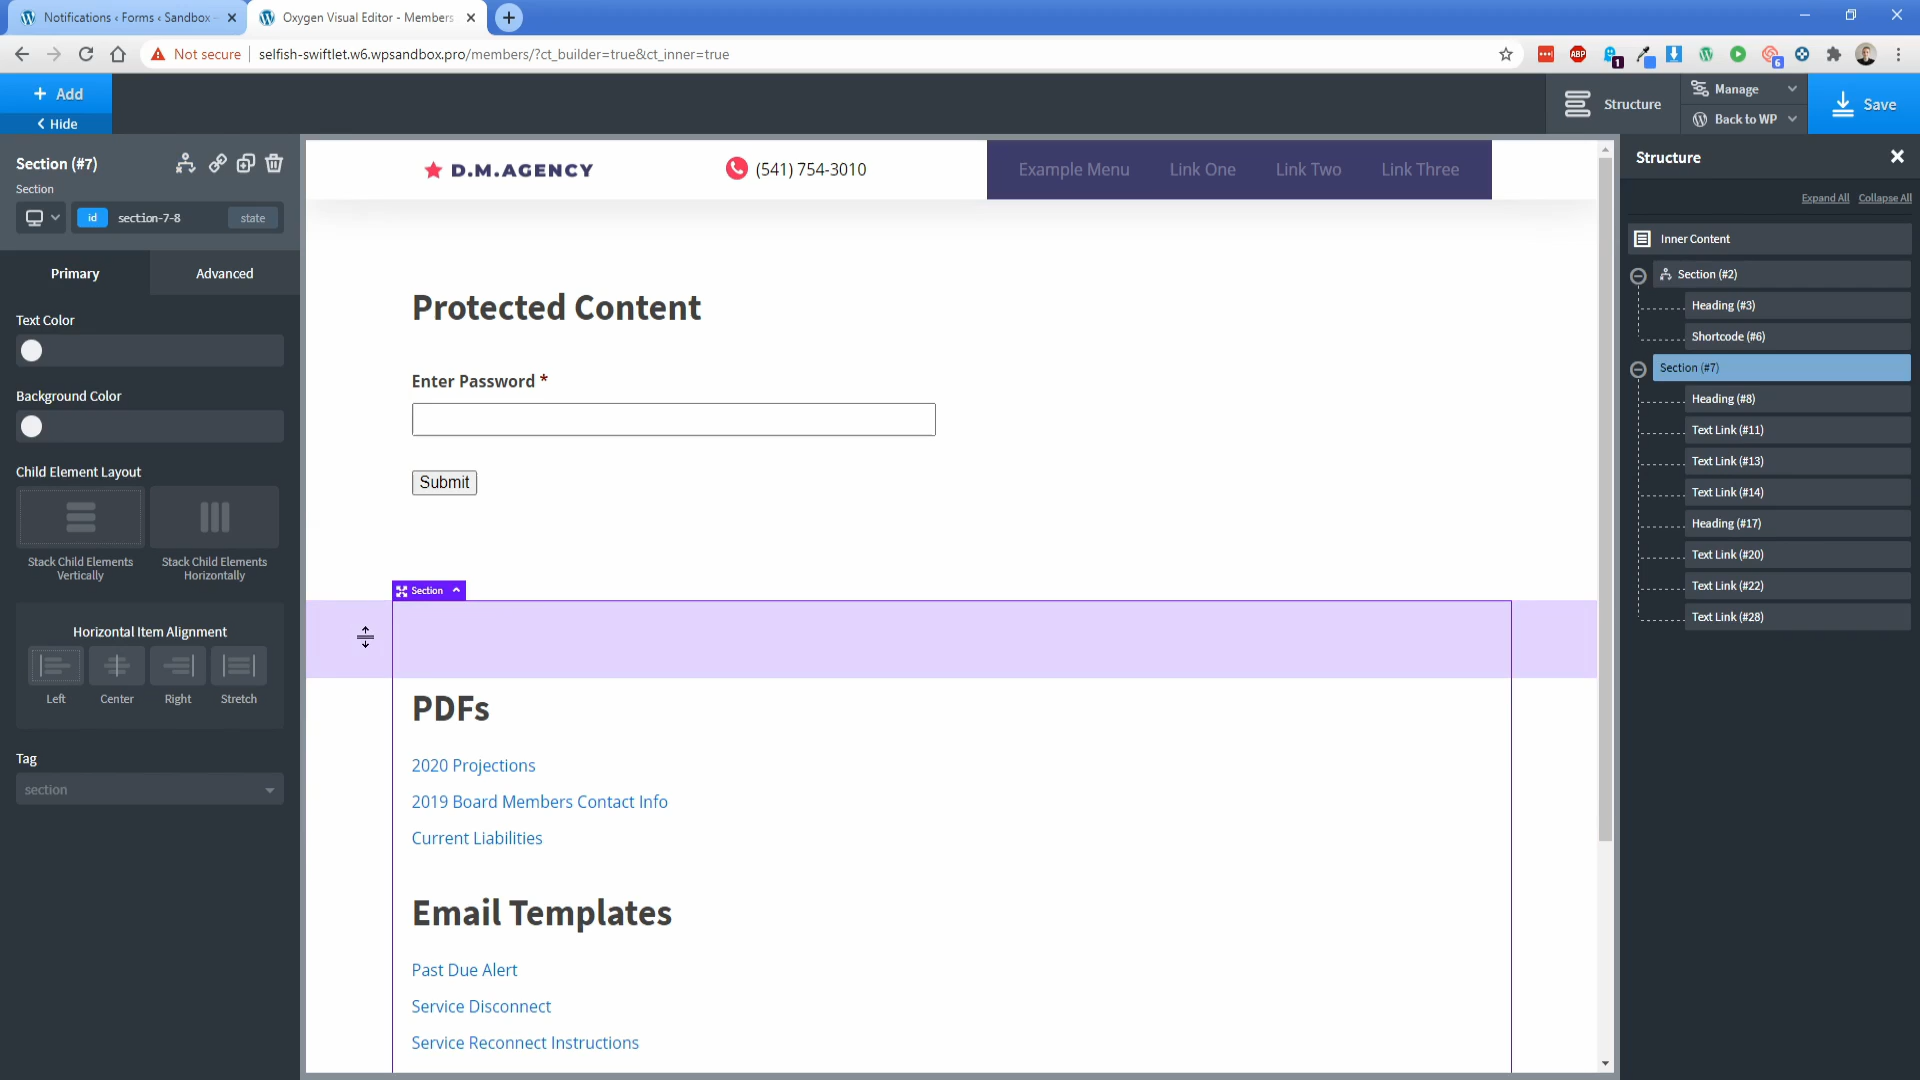 Notifications ‹ Forms ‹ Sandbox -
Oxygen Visual Editor - Members
Not secure
selfish-swiftlet.w6.wpsandbox.pro/members/?ct_builder=true&ct_inner=true
ABP
1
6
+ Add
Hide
Structure
Manage
Back to WP
Save
Section (#7)
Section
id
section-7-8
state
Primary
Advanced
Text Color
Background Color
Child Element Layout
Stack Child Elements
Vertically
Stack Child Elements
Horizontally
Horizontal Item Alignment
Left
Center
Right
Stretch
Tag
section
D.M.AGENCY
(541) 754-3010
Example Menu
Link One
Link Two
Link Three
Protected Content
Enter Password *
Submit
Section
PDFs
2020 Projections
2019 Board Members Contact Info
Current Liabilities
Email Templates
Past Due Alert
Service Disconnect
Service Reconnect Instructions
Structure
Expand All
Collapse All
Inner Content
Section (#2)
Heading (#3)
Shortcode (#6)
Section (#7)
Heading (#8)
Text Link (#11)
Text Link (#13)
Text Link (#14)
Heading (#17)
Text Link (#20)
Text Link (#22)
Text Link (#28)